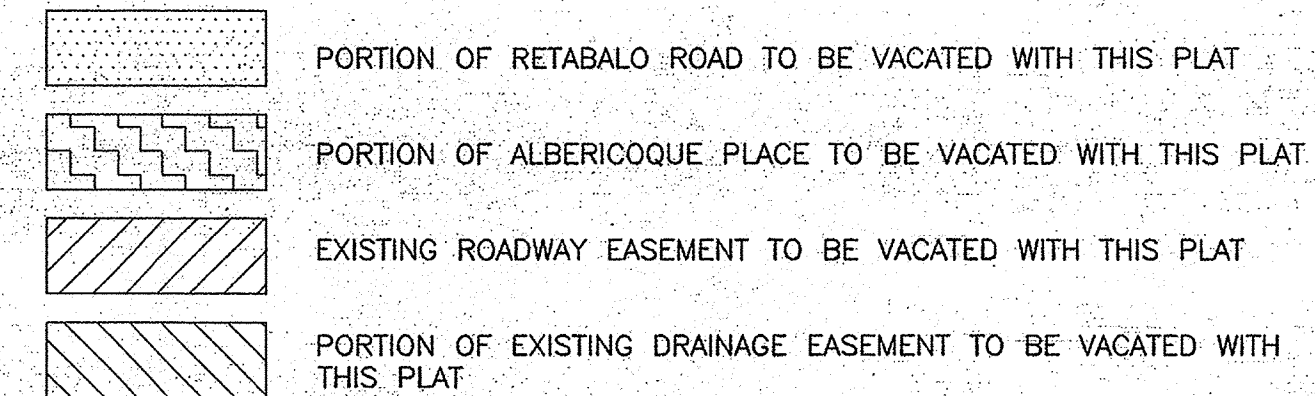 PORTION OF RETABALO ROAD TO BE VACATED WITH THIS PLAT
PORTION OF ALBERICOQUE PLACE TO BE VACATED WITH THIS PLAT
EXISTING ROADWAY EASEMENT TO BE VACATED WITH THIS PLAT
PORTION OF EXISTING DRAINAGE EASEMENT TO BE VACATED WITH
THIS PLAT